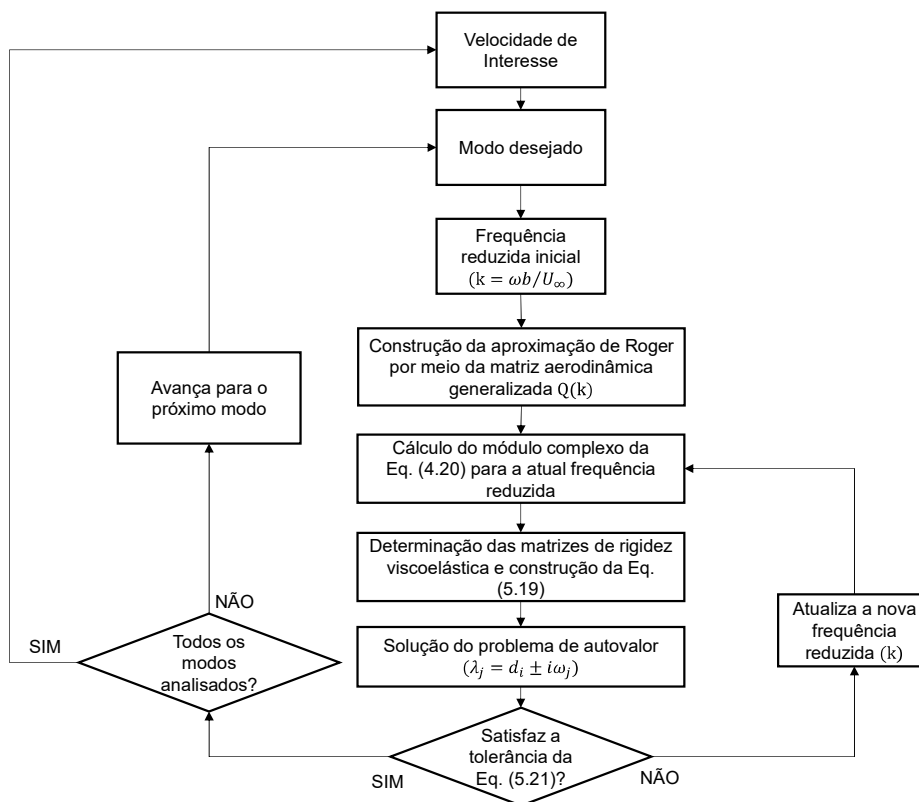 Velocidade de
Interesse
Modo desejado
Frequência
reduzida inicial
(k = ωb/U∞)
Construção da aproximação de Roger
por meio da matriz aerodinâmica
generalizada Q(k)
Avança para o
próximo modo
Cálculo do módulo complexo da
Eq. (4.20) para a atual frequência
reduzida
Determinação das matrizes de rigidez
viscoelástica e construção da Eq.
(5.19)
Atualiza a nova
frequência
reduzida (k)
NÃO
SIM
Todos os
modos
analisados?
Solução do problema de autovalor
(λj = di ± iωj)
Satisfaz a
tolerância da
Eq. (5.21)?
SIM
NÃO